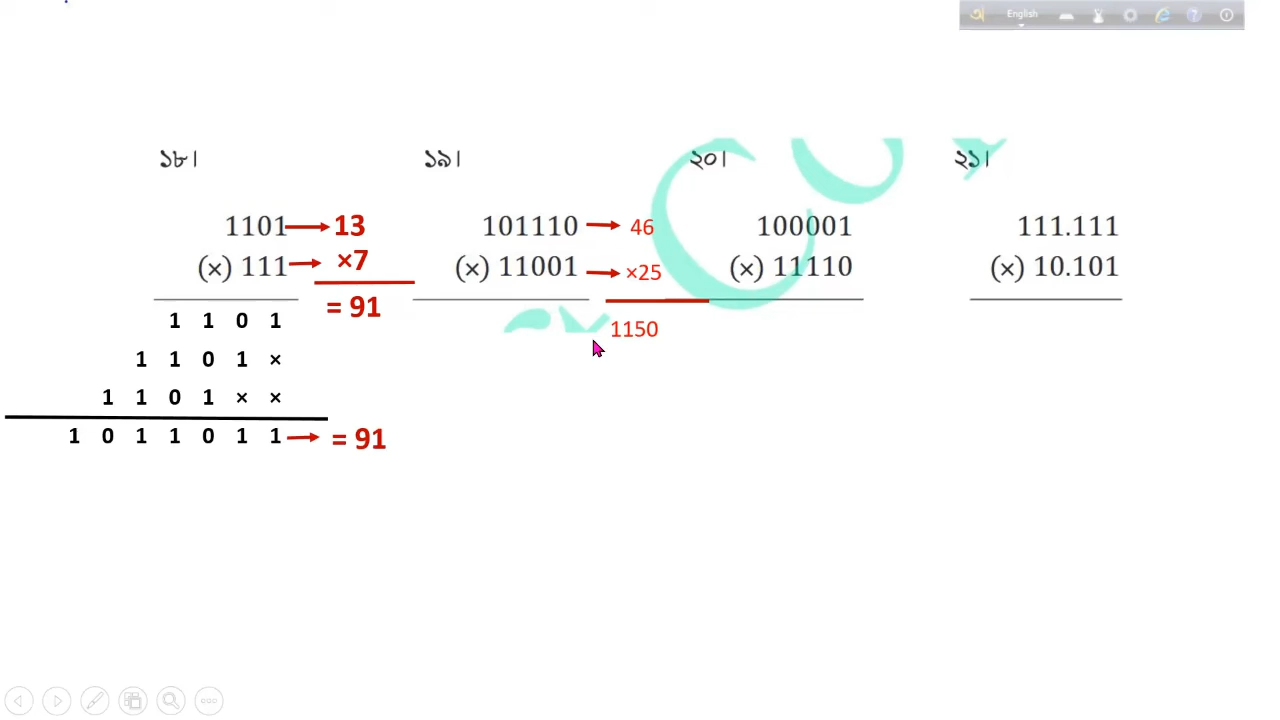 English
১৮। ১৯। ২০। ২১।
1101 → 13 101110 → 46 100001 111.111
(×) 111 → ×7 (×) 11001 → ×25 (×) 11110 (×) 10.101
= 91 1150
1 1 0 1
1 1 0 1 ×
1 1 0 1 × ×
1 0 1 1 0 1 1 → = 91